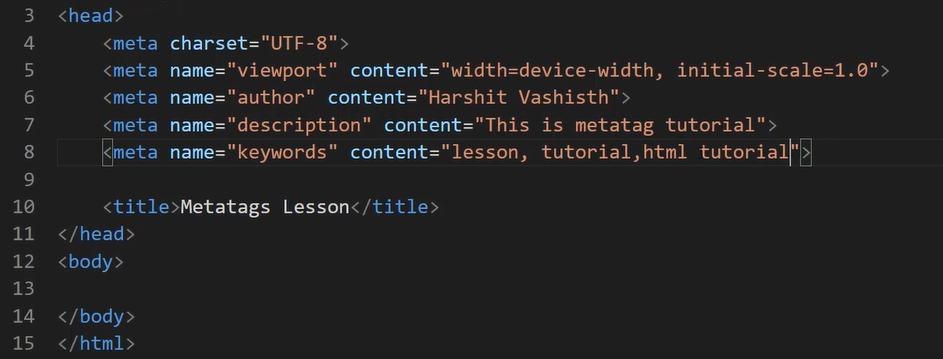 3 <head>
4     <meta charset="UTF-8">
5     <meta name="viewport" content="width=device-width, initial-scale=1.0">
6     <meta name="author" content="Harshit Vashisth">
7     <meta name="description" content="This is metatag tutorial">
8     <meta name="keywords" content="lesson, tutorial,html tutorial">
9
10     <title>Metatags Lesson</title>
11 </head>
12 <body>
13
14 </body>
15 </html>